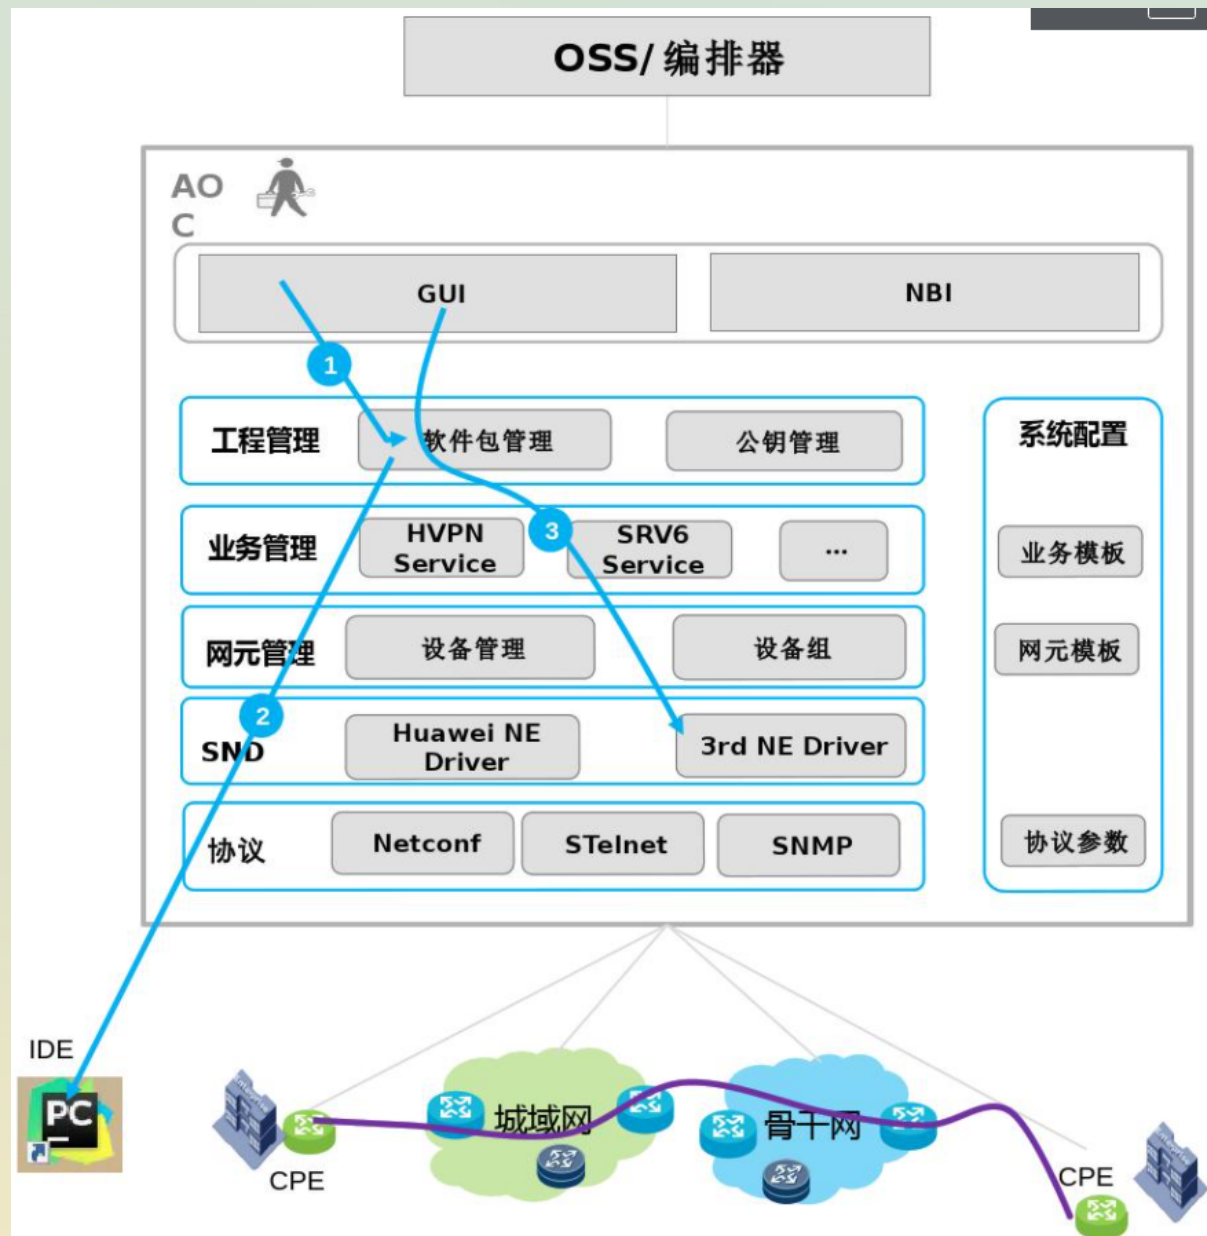 OSS/ 编排器
AO
C
GUI
NBI
1
工程管理
软件包管理
公钥管理
系统配置
业务管理
HVPN
Service
3
SRV6
Service
...
业务模板
网元管理
设备管理
设备组
网元模板
2
SND
Huawei NE
Driver
3rd NE Driver
协议
Netconf
STelnet
SNMP
协议参数
IDE
PC
城域网
骨干网
CPE
CPE